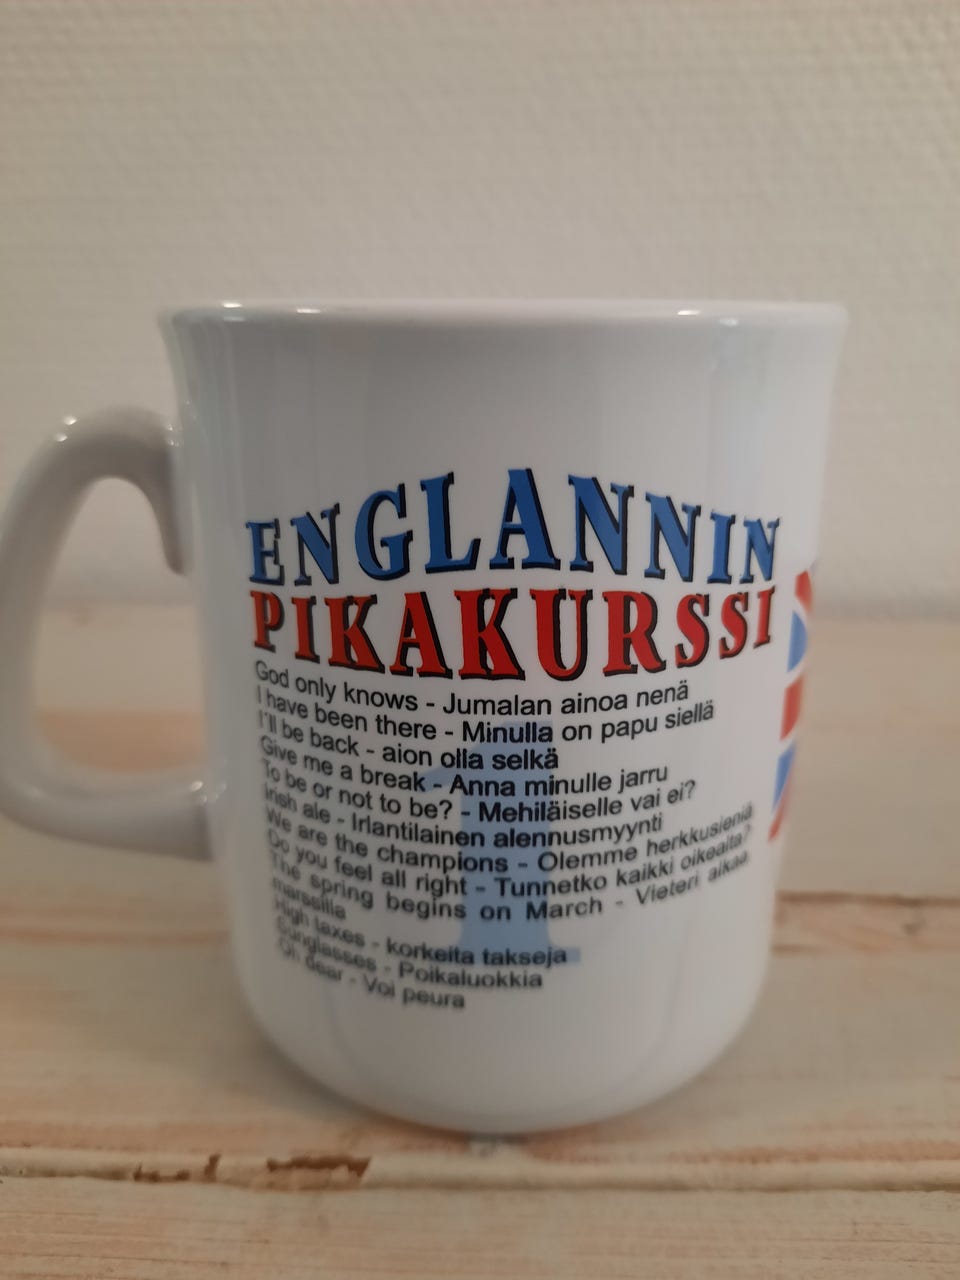 ENGLANNIN
PIKAKURSSI
God only knows - Jumalan ainoa nenä
I have been there - Minulla on papu siellä
I'll be back - aion olla selkä
Give me a break - Anna minulle jarru
To be or not to be? - Mehiläiselle vai ei?
Irish ale - Irlantilainen alennusmyynti
We are the champions - Olemme herkkusieniä
Do you feel all right - Tunnetko kaikki oikealta?
The spring begins on March - Vieteri alkaa
marssilla
High taxes - korkeita takseja
Sunglasses - Poikaluokkia
Oh dear - Voi peura
1